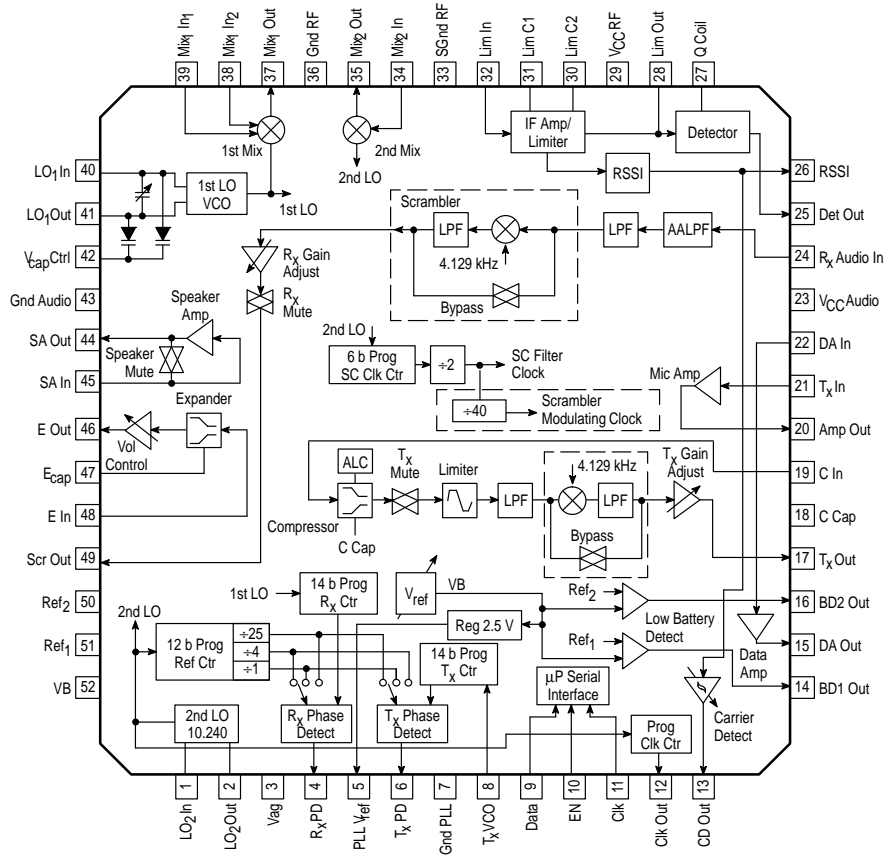 Mix1 In1
Mix1 In2
Mix1 Out
Gnd RF
Mix2 Out
Mix2 In
SGnd RF
Lim In
Lim C1
Lim C2
VCC RF
Lim Out
Q Coil
39
38
37
36
35
34
33
32
31
30
29
28
27
1st Mix
2nd Mix
2nd LO
IF Amp/
Limiter
Detector
RSSI
LO1 In
40
1st LO
VCO
1st LO
26
RSSI
LO1 Out
41
25
Det Out
Scrambler
LPF
4.129 kHz
Bypass
LPF
AALPF
Vcap Ctrl
42
Rx Gain
Adjust
24
Rx Audio In
Gnd Audio
43
Rx
Mute
23
VCC Audio
SA Out
44
Speaker
Amp
Speaker
Mute
2nd LO
22
DA In
SA In
45
6 b Prog
SC Clk Ctr
÷2
SC Filter
Clock
Mic Amp
21
Tx In
÷40
Scrambler
Modulating Clock
E Out
46
Expander
Vol
Control
20
Amp Out
Ecap
47
19
C In
ALC
Tx
Mute
Limiter
4.129 kHz
Tx Gain
Adjust
E In
48
Compressor
C Cap
LPF
LPF
Bypass
18
C Cap
Scr Out
49
17
Tx Out
Ref2
50
2nd LO
1st LO
14 b Prog
Rx Ctr
Vref
VB
Ref2
Low Battery
Detect
16
BD2 Out
Reg 2.5 V
Ref1
Ref1
51
12 b Prog
Ref Ctr
÷25
÷4
÷1
14 b Prog
Tx Ctr
Data
Amp
15
DA Out
VB
52
µP Serial
Interface
14
BD1 Out
2nd LO
10.240
Rx Phase
Detect
Tx Phase
Detect
Prog
Clk Ctr
Carrier
Detect
1
2
3
4
5
6
7
8
9
10
11
12
13
LO2 In
LO2 Out
Vag
Rx PD
PLL Vref
Tx PD
Gnd PLL
Tx VCO
Data
EN
Clk
Clk Out
CD Out